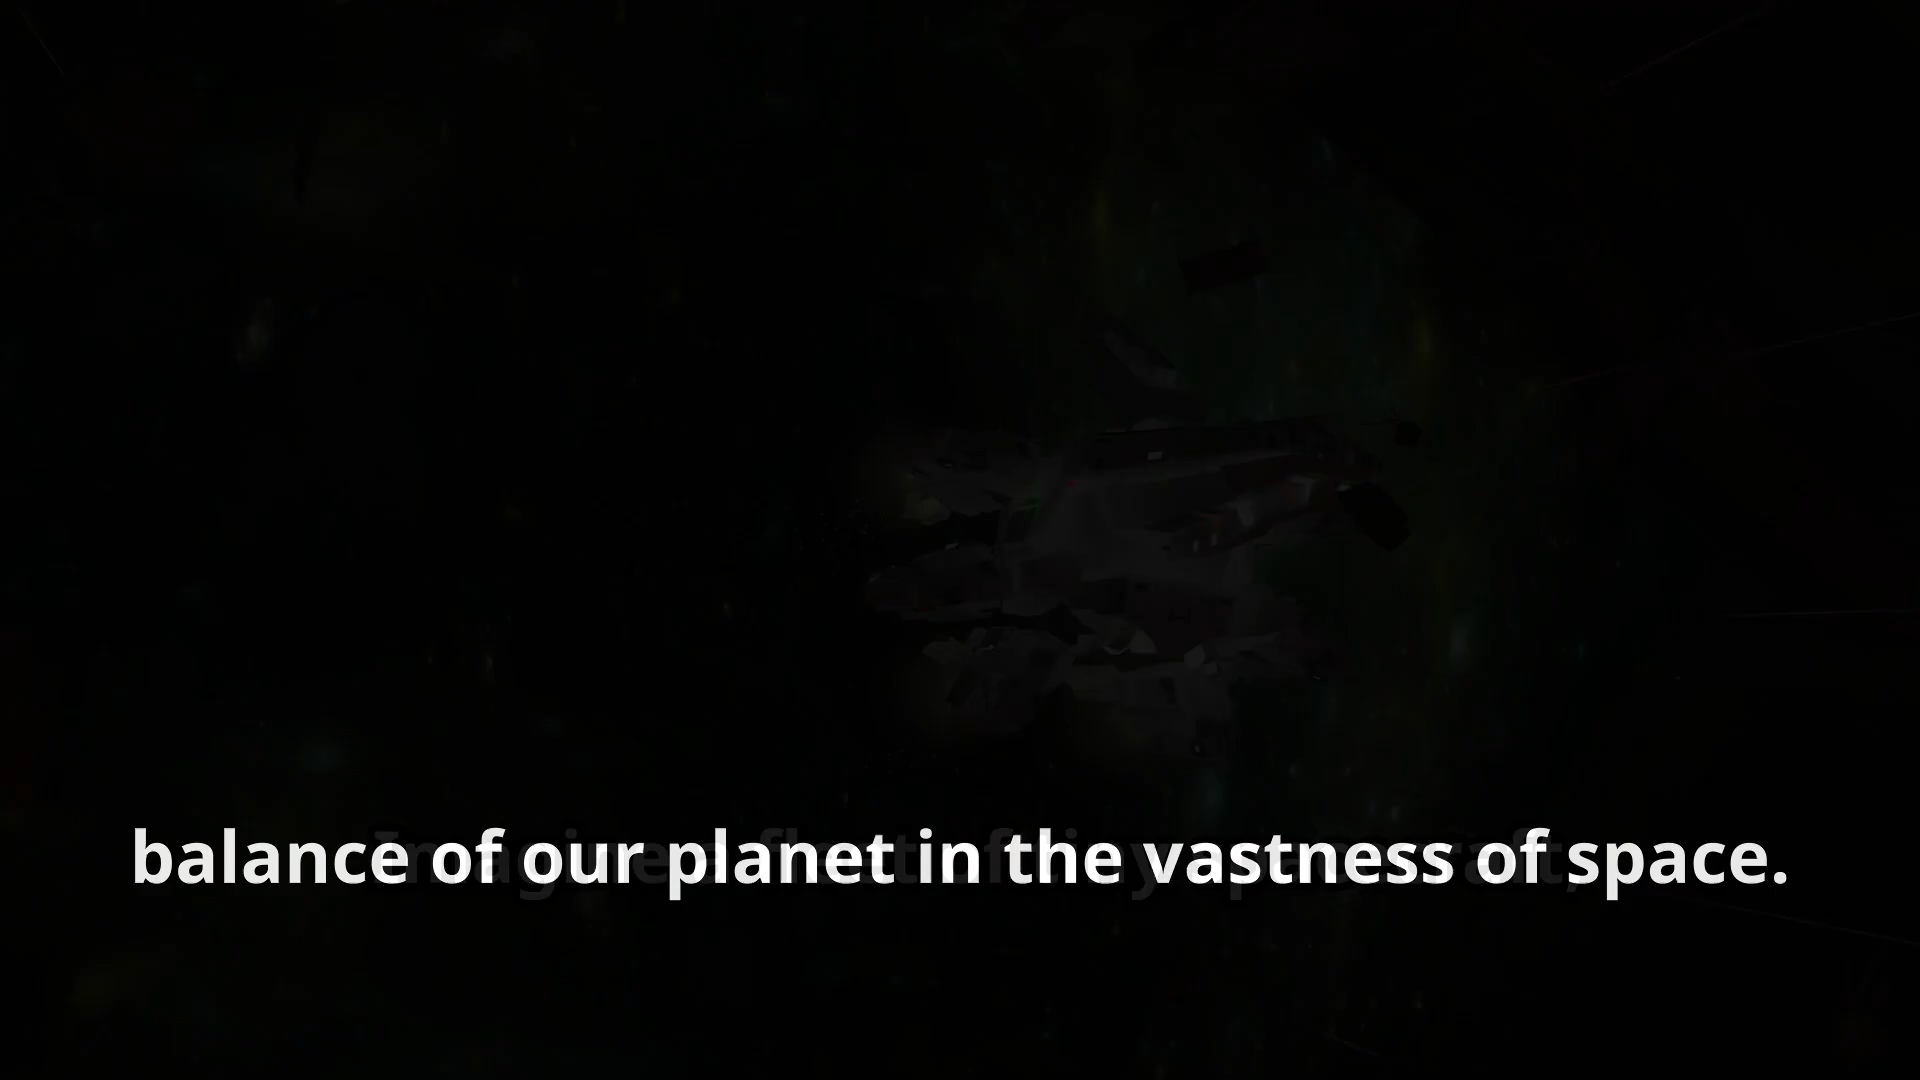 balance of our planet in the vastness of space.